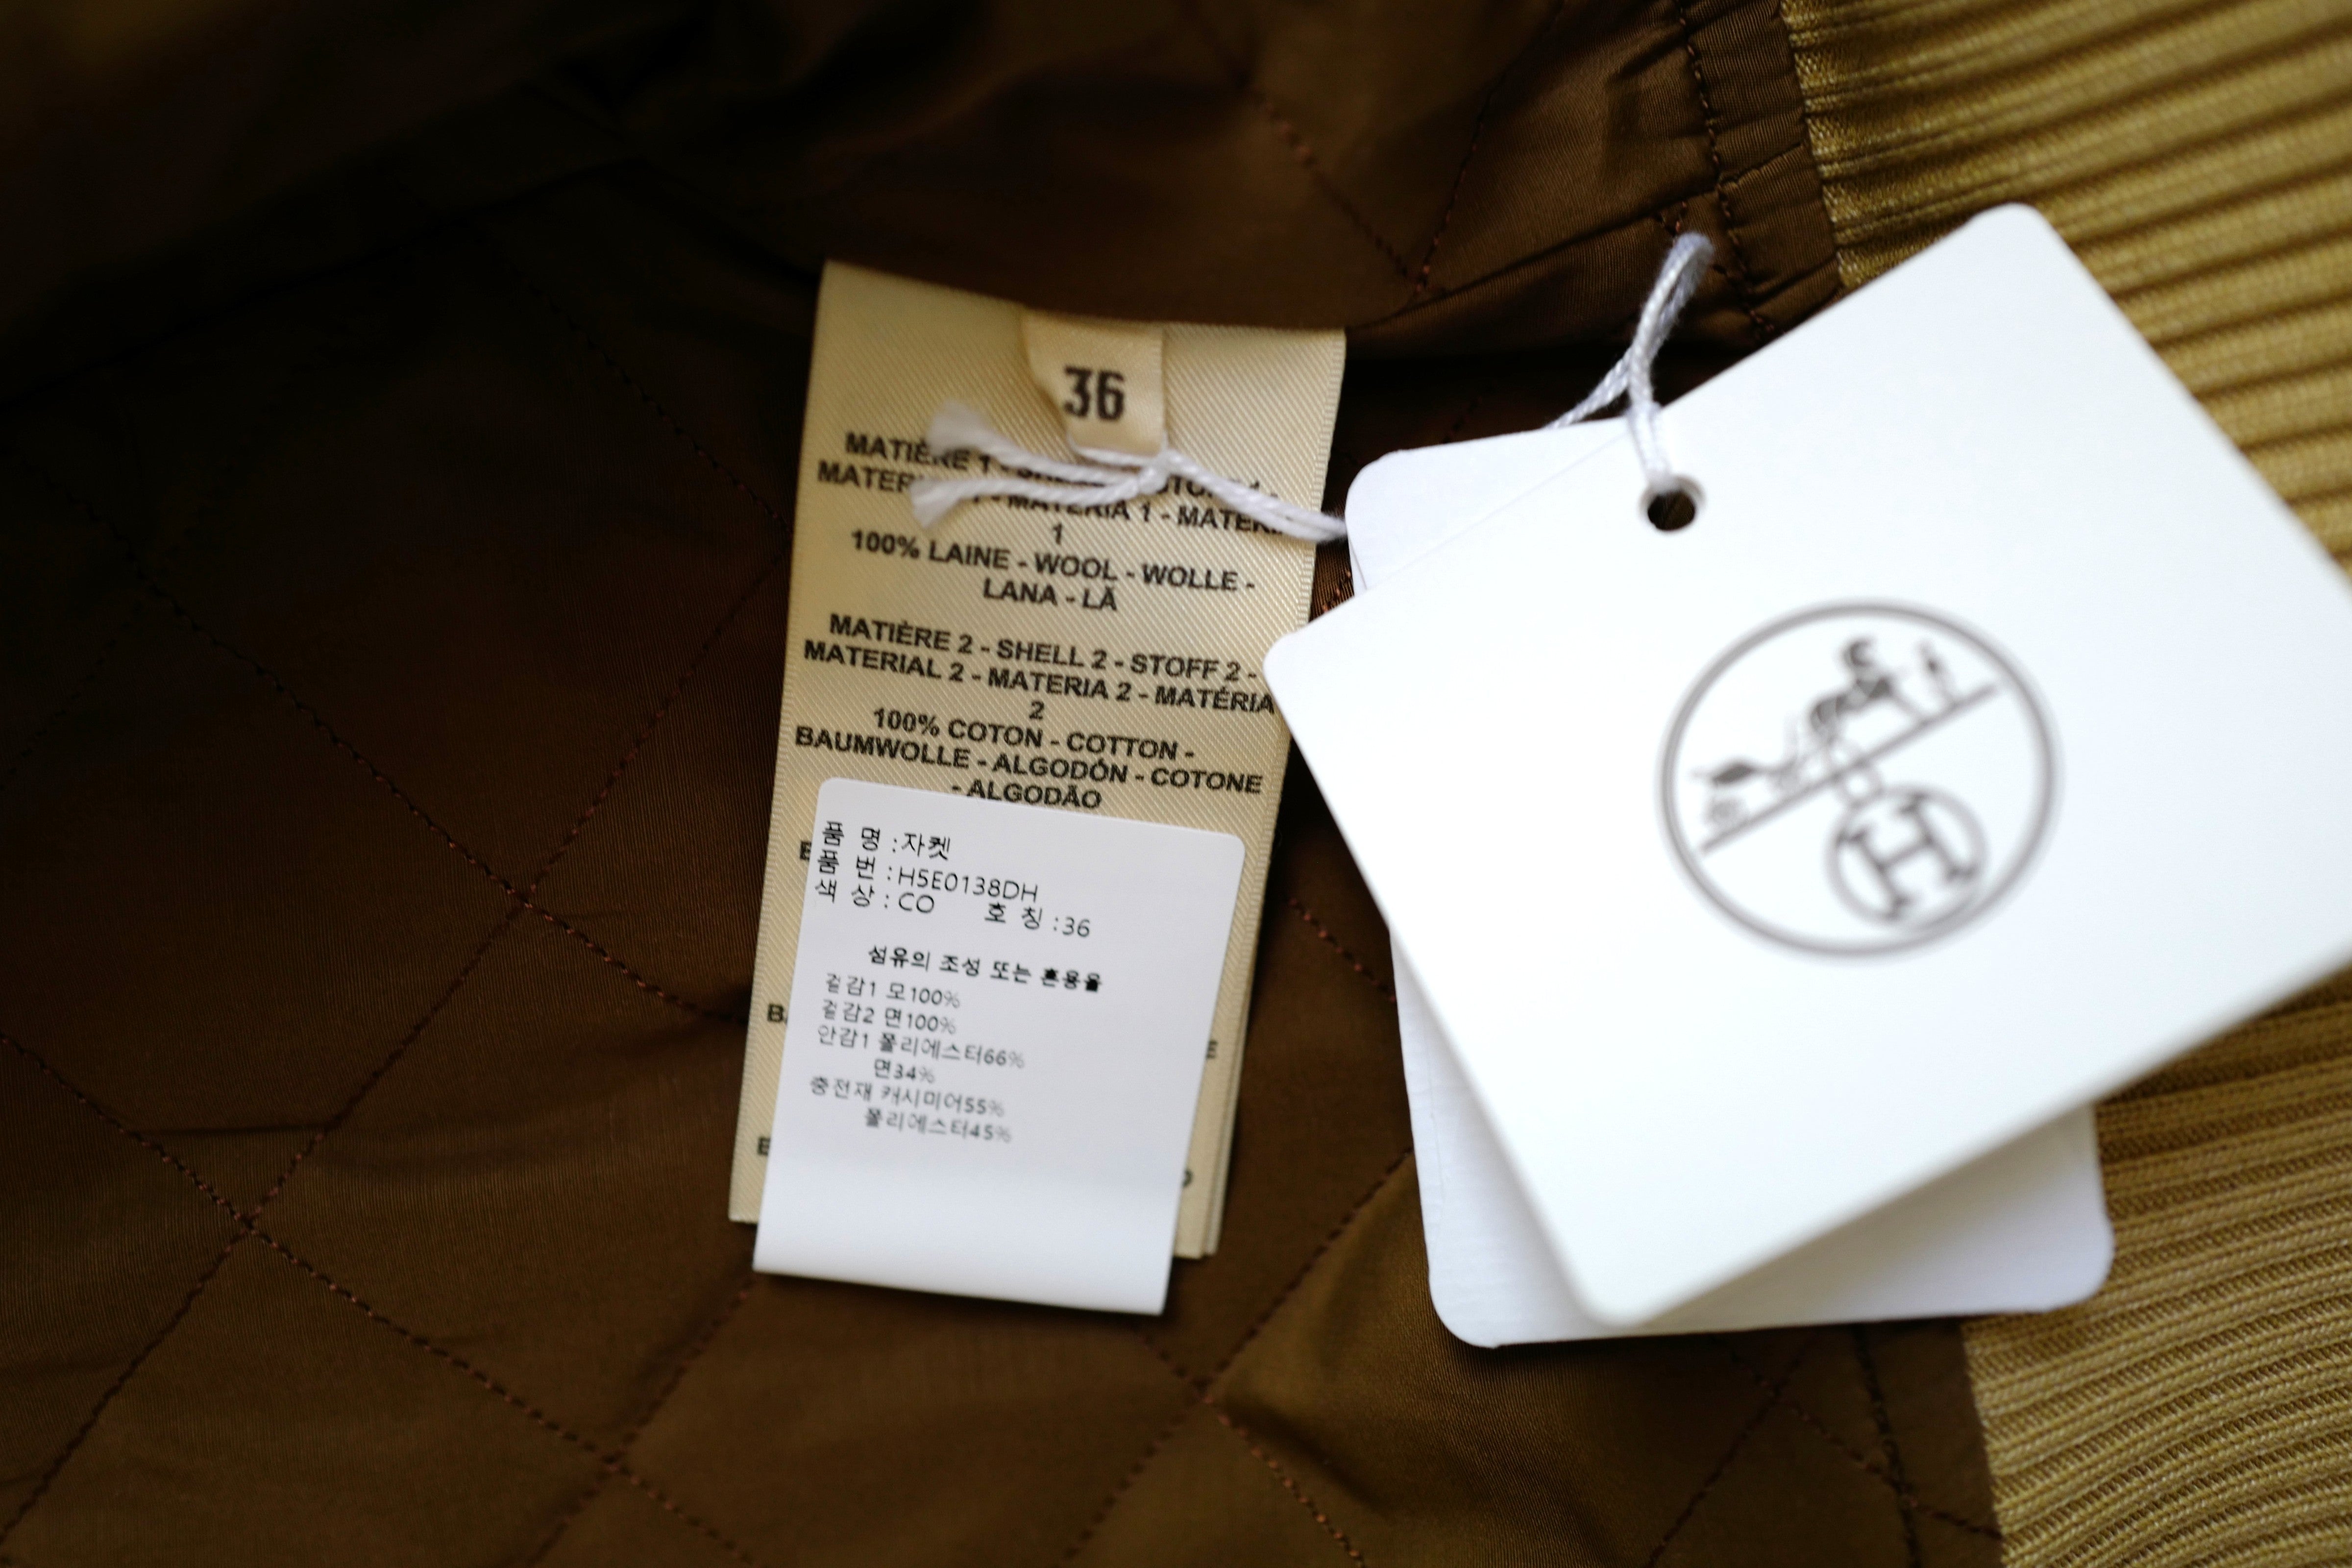 36
MATIÈRE 1 -
MATERIA 1 -
1
100% LAINE - WOOL - WOLLE -
LANA - LÃ
MATIÈRE 2 - SHELL 2 - STOFF 2 -
MATERIAL 2 - MATERIA 2 - MATÉRIA
2
100% COTON - COTTON -
BAUMWOLLE - ALGODÓN - COTONE
- ALGODÃO
품 명 : 자켓
품 번 : H5E0138DH
색 상 : CO 호 칭 : 36
섬유의 조성 또는 혼용율
겉감1 모100%
겉감2 면100%
안감1 폴리에스터66%
면34%
충전재 캐시미어55%
폴리에스터45%
H